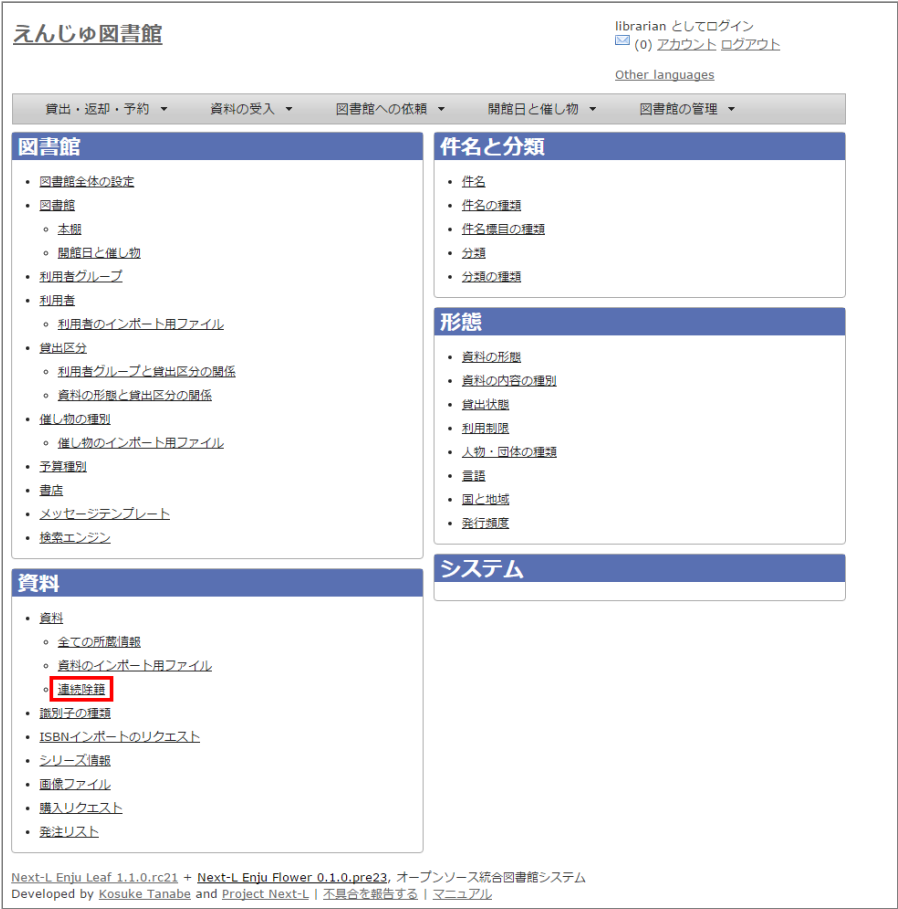 えんじゅ図書館
librarian としてログイン
(0) アカウント ログアウト
Other languages
貸出・返却・予約 ▼ 資料の受入 ▼ 図書館への依頼 ▼ 開館日と催し物 ▼ 図書館の管理 ▼
図書館
図書館全体の設定
図書館
本棚
開館日と催し物
利用者グループ
利用者
利用者のインポート用ファイル
貸出区分
利用者グループと貸出区分の関係
資料の形態と貸出区分の関係
催し物の種別
催し物のインポート用ファイル
予算種別
書店
メッセージテンプレート
検索エンジン
資料
資料
全ての所蔵情報
資料のインポート用ファイル
連続除籍
識別子の種類
ISBNインポートのリクエスト
シリーズ情報
画像ファイル
購入リクエスト
発注リスト
件名と分類
件名
件名の種類
件名標目の種類
分類
分類の種類
形態
資料の形態
資料の内容の種別
貸出状態
利用制限
人物・団体の種類
言語
国と地域
発行頻度
システム
Next-L Enju Leaf 1.1.0.rc21 + Next-L Enju Flower 0.1.0.pre23, オープンソース統合図書館システム
Developed by Kosuke Tanabe and Project Next-L | 不具合を報告する | マニュアル